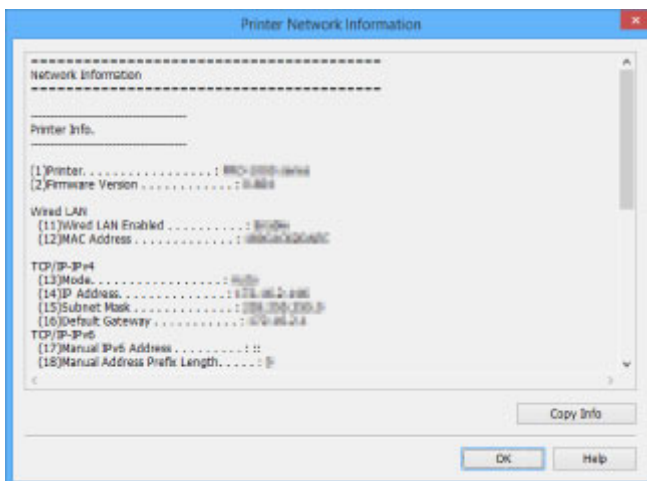 Printer Network Information
========================================
Network Information
========================================
----------------------------
Printer Info.
----------------------------
(1)Printer. . . . . . . . . . . . . . . . . :
(2)Firmware Version . . . . . . . . . . . . :
Wired LAN
(11)Wired LAN Enabled . . . . . . . . . :
(12)MAC Address . . . . . . . . . . . . . :
TCP/IP-IPv4
(13)Mode. . . . . . . . . . . . . . . . . :
(14)IP Address. . . . . . . . . . . . . . :
(15)Subnet Mask . . . . . . . . . . . . . :
(16)Default Gateway . . . . . . . . . . . :
TCP/IP-IPv6
(17)Manual IPv6 Address . . . . . . . . : ::
(18)Manual Address Prefix Length. . . . . :
Copy Info
OK
Help